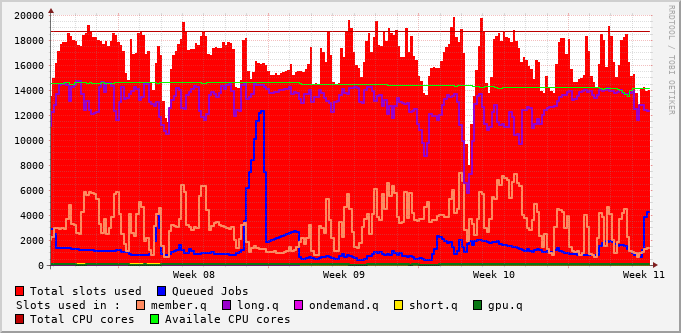 20000
18000
16000
14000
12000
10000
8000
6000
4000
2000
0
Week 08 Week 09 Week 10 Week 11
Total slots used Queued Jobs
Slots used in : member.q long.q ondemand.q short.q gpu.q
Total CPU cores Availale CPU cores
RRDTOOL / TOBI OETIKER